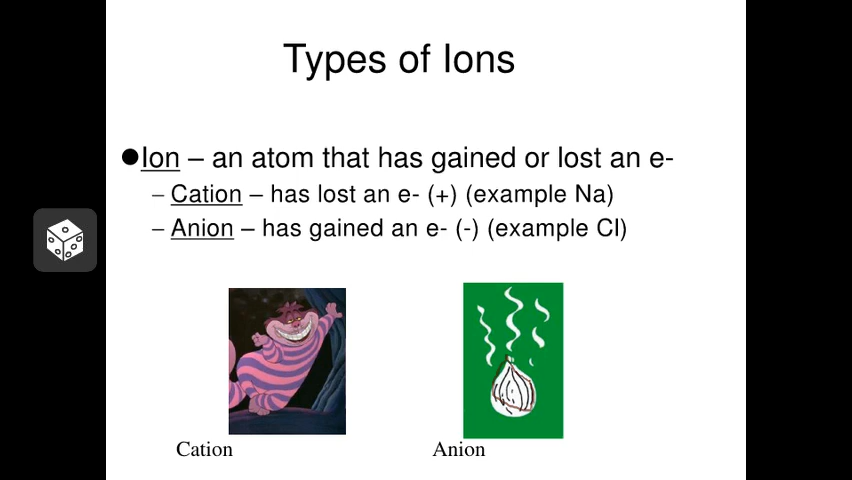 Types of Ions
●Ion – an atom that has gained or lost an e-
– Cation – has lost an e- (+) (example Na)
– Anion – has gained an e- (-) (example Cl)
Cation
Anion